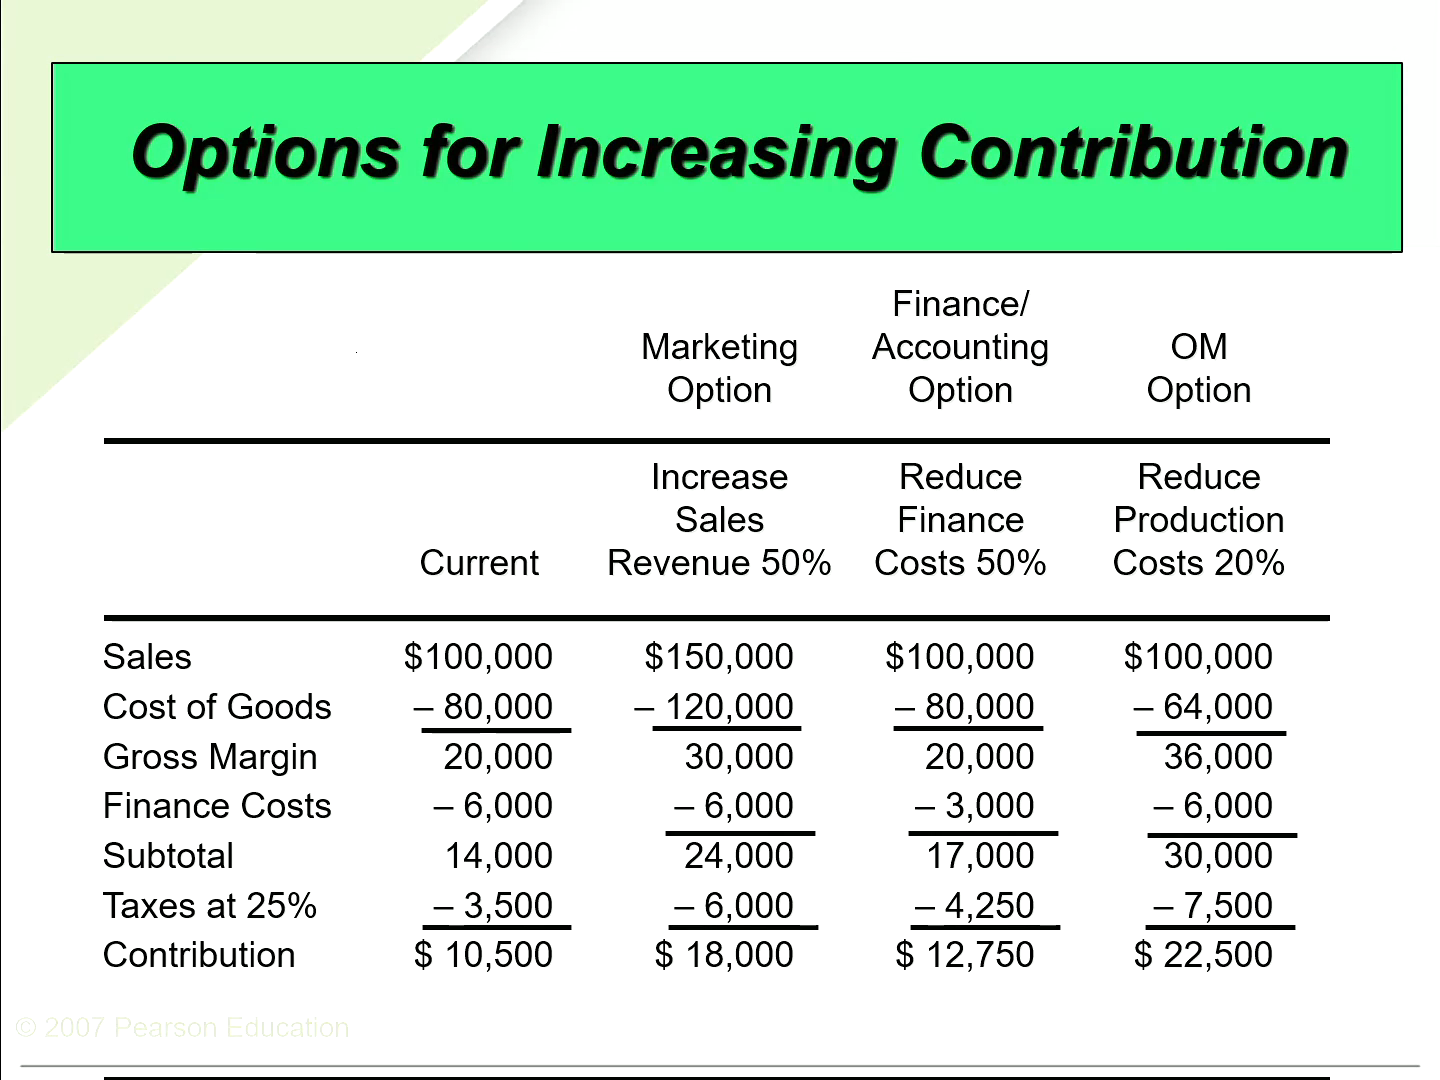 Options for Increasing Contribution
Finance/
Marketing Accounting OM
Option Option Option
Increase Reduce Reduce
Sales Finance Production
Current Revenue 50% Costs 50% Costs 20%
Sales $100,000 $150,000 $100,000 $100,000
Cost of Goods – 80,000 – 120,000 – 80,000 – 64,000
Gross Margin 20,000 30,000 20,000 36,000
Finance Costs – 6,000 – 6,000 – 3,000 – 6,000
Subtotal 14,000 24,000 17,000 30,000
Taxes at 25% – 3,500 – 6,000 – 4,250 – 7,500
Contribution $ 10,500 $ 18,000 $ 12,750 $ 22,500
© 2007 Pearson Education